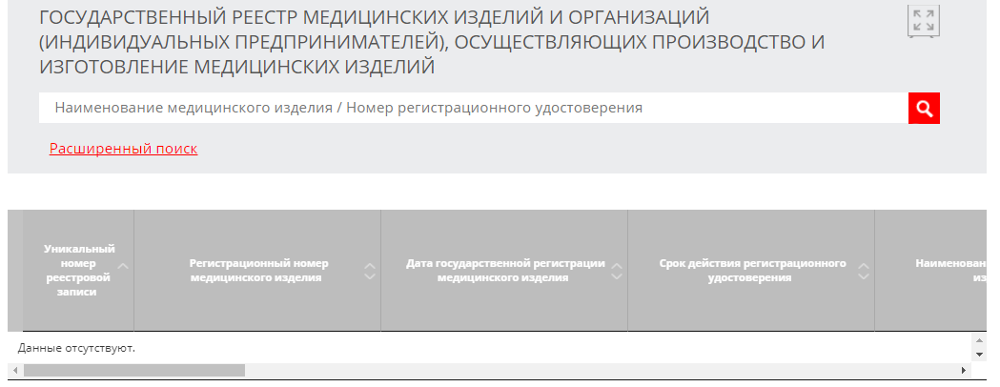 ГОСУДАРСТВЕННЫЙ РЕЕСТР МЕДИЦИНСКИХ ИЗДЕЛИЙ И ОРГАНИЗАЦИЙ
(ИНДИВИДУАЛЬНЫХ ПРЕДПРИНИМАТЕЛЕЙ), ОСУЩЕСТВЛЯЮЩИХ ПРОИЗВОДСТВО И
ИЗГОТОВЛЕНИЕ МЕДИЦИНСКИХ ИЗДЕЛИЙ
Наименование медицинского изделия / Номер регистрационного удостоверения
Расширенный поиск
Уникальный
номер
реестровой
записи
Регистрационный номер
медицинского изделия
Дата государственной регистрации
медицинского изделия
Срок действия регистрационного
удостоверения
Наименован
из
Данные отсутствуют.